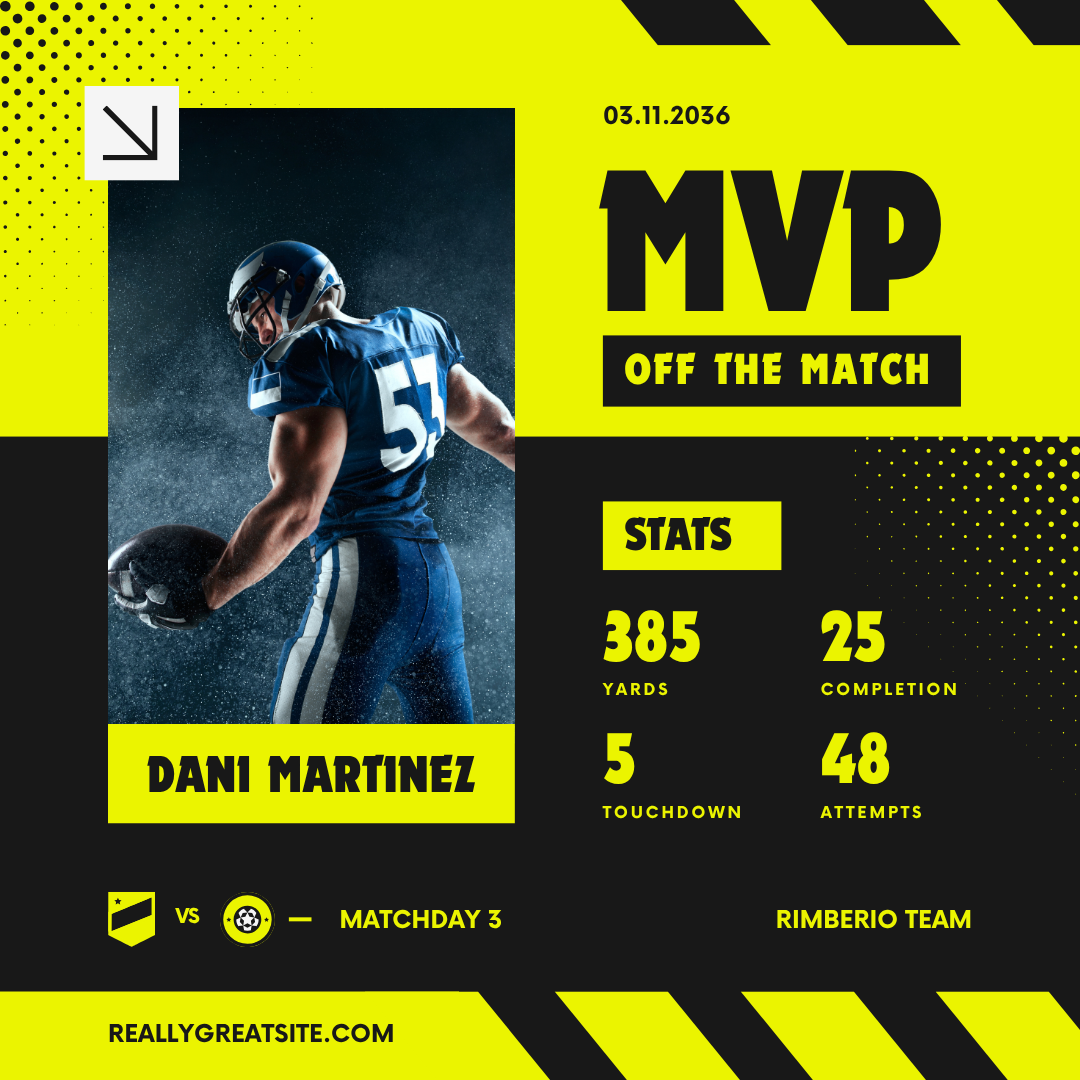 03.11.2036
MVP
OFF THE MATCH
53
STATS
385
YARDS
25
COMPLETION
5
TOUCHDOWN
48
ATTEMPTS
DANI MARTINEZ
VS
MATCHDAY 3
RIMBERIO TEAM
REALLYGREATSITE.COM